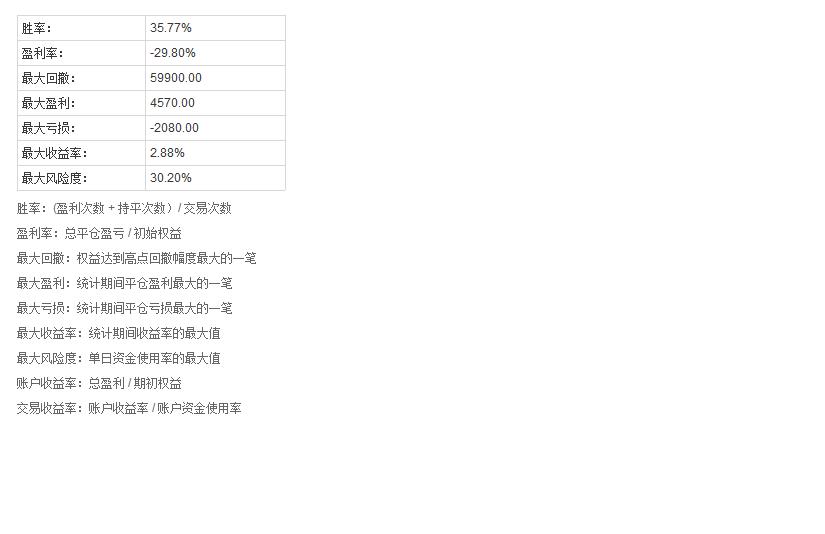 胜率： 35.77%
盈利率： -29.80%
最大回撤： 59900.00
最大盈利： 4570.00
最大亏损： -2080.00
最大收益率： 2.88%
最大风险度： 30.20%
胜率：(盈利次数 + 持平次数）/ 交易次数
盈利率：总平仓盈亏 / 初始权益
最大回撤：权益达到高点回撤幅度最大的一笔
最大盈利：统计期间平仓盈利最大的一笔
最大亏损：统计期间平仓亏损最大的一笔
最大收益率：统计期间收益率的最大值
最大风险度：单日资金使用率的最大值
账户收益率：总盈利 / 期初权益
交易收益率：账户收益率 / 账户资金使用率